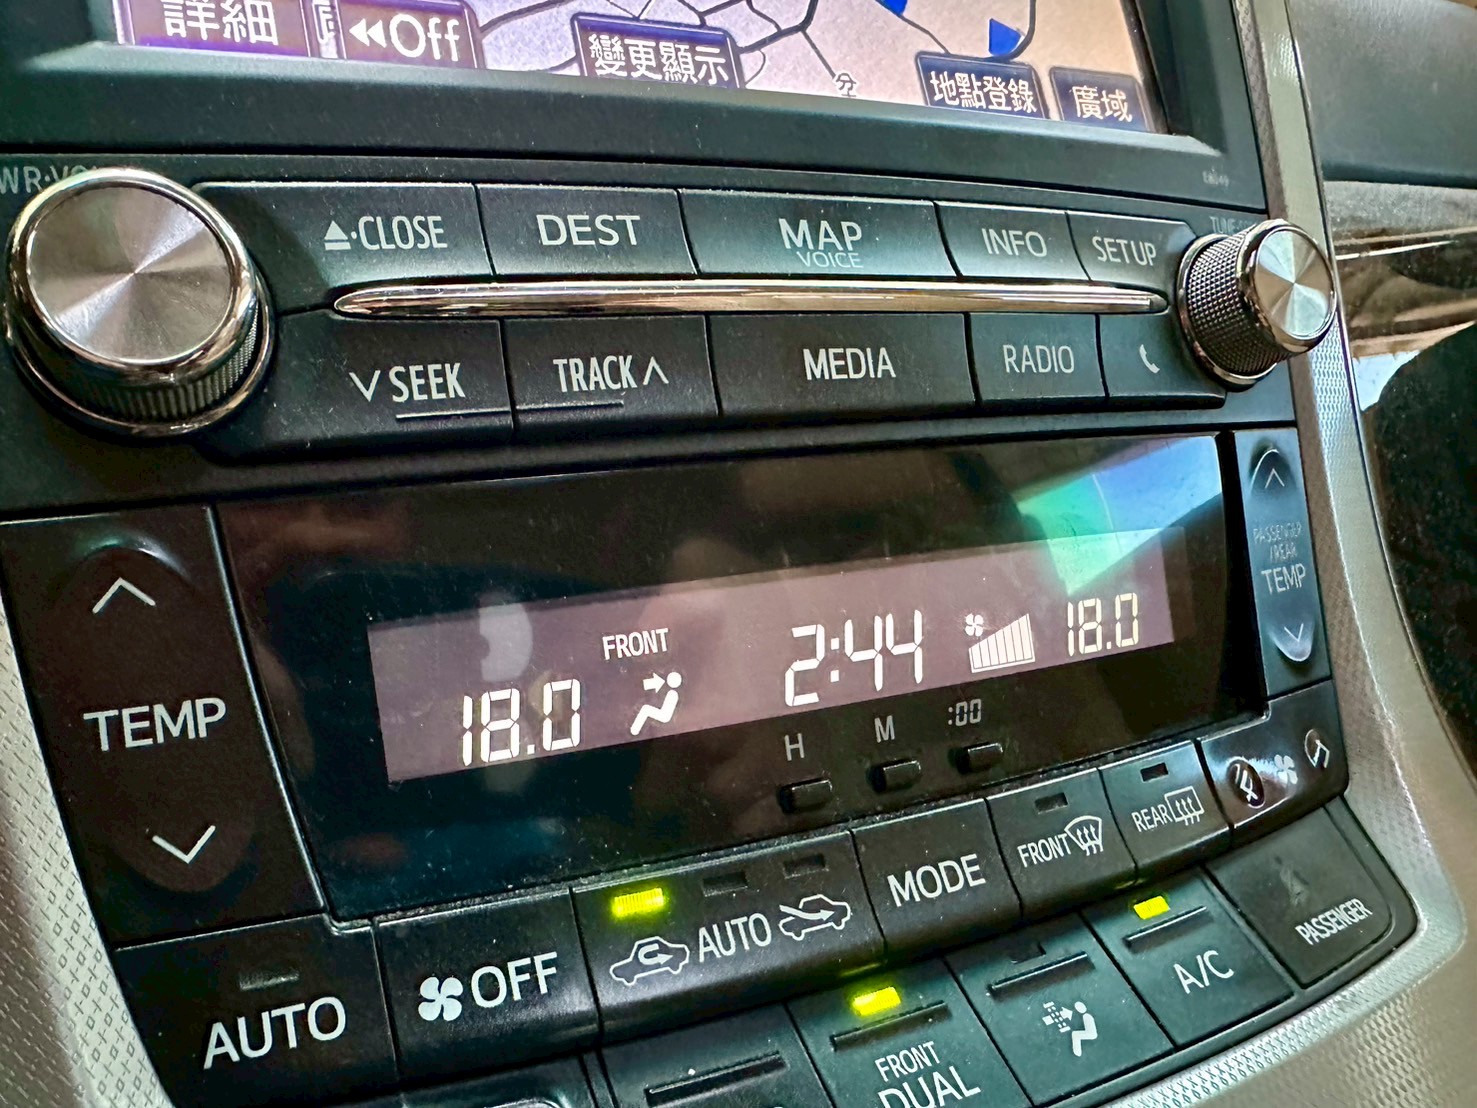 詳細
◀◀Off
變更顯示
分
地點登錄
廣域
▲·CLOSE
DEST
MAP
VOICE
INFO
SETUP
∨ SEEK
TRACK ∧
MEDIA
RADIO
PASSENGER
/REAR
TEMP
TEMP
FRONT
18.0
2:44
18.0
H
M
:00
AUTO
OFF
AUTO
MODE
FRONT
REAR
FRONT
DUAL
A/C
PASSENGER